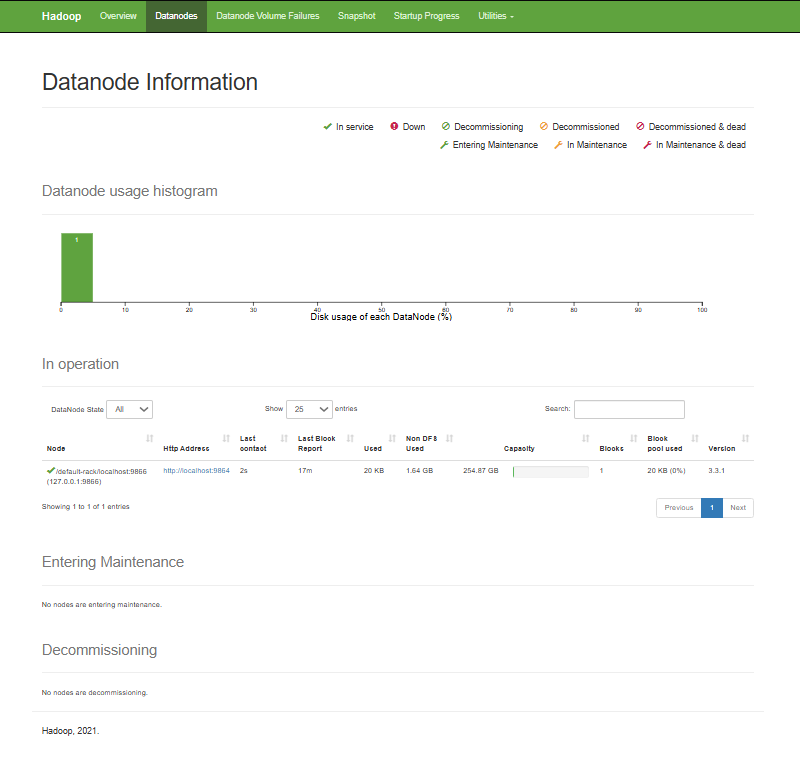 Hadoop Overview Datanodes Datanode Volume Failures Snapshot Startup Progress Utilities
Datanode Information
In service Down Decommissioning Decommissioned Decommissioned & dead
Entering Maintenance In Maintenance In Maintenance & dead
Datanode usage histogram
1
0 10 20 30 40 50 60 70 80 90 100
Disk usage of each DataNode (%)
In operation
DataNode State All Show 25 entries Search:
Node Http Address Last contact Last Block Report Used Non DFS Used Capacity Blocks Block pool used Version
/default-rack/localhost:9866 (127.0.0.1:9866) http://localhost:9864 2s 17m 20 KB 1.64 GB 254.87 GB 1 20 KB (0%) 3.3.1
Showing 1 to 1 of 1 entries Previous 1 Next
Entering Maintenance
No nodes are entering maintenance.
Decommissioning
No nodes are decommissioning.
Hadoop, 2021.